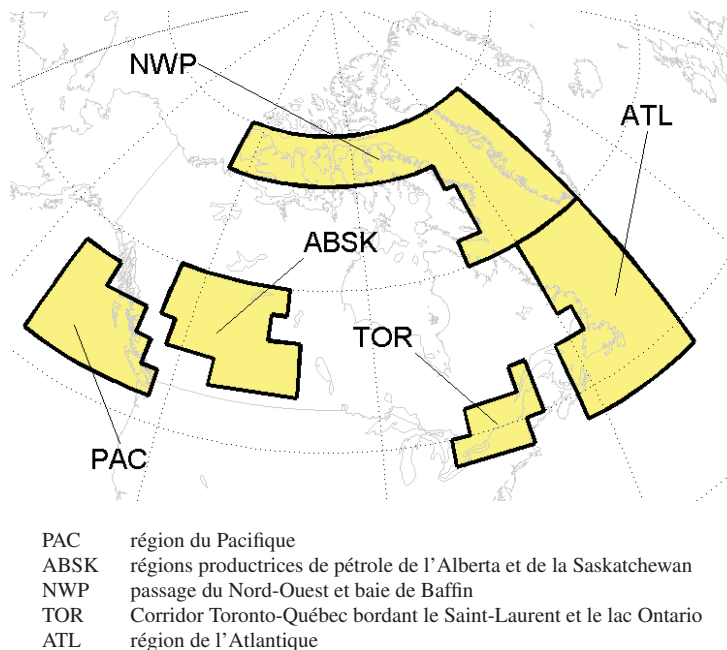 NWP
ATL
ABSK
TOR
PAC
PAC région du Pacifique
ABSK régions productrices de pétrole de l'Alberta et de la Saskatchewan
NWP passage du Nord-Ouest et baie de Baffin
TOR Corridor Toronto-Québec bordant le Saint-Laurent et le lac Ontario
ATL région de l'Atlantique